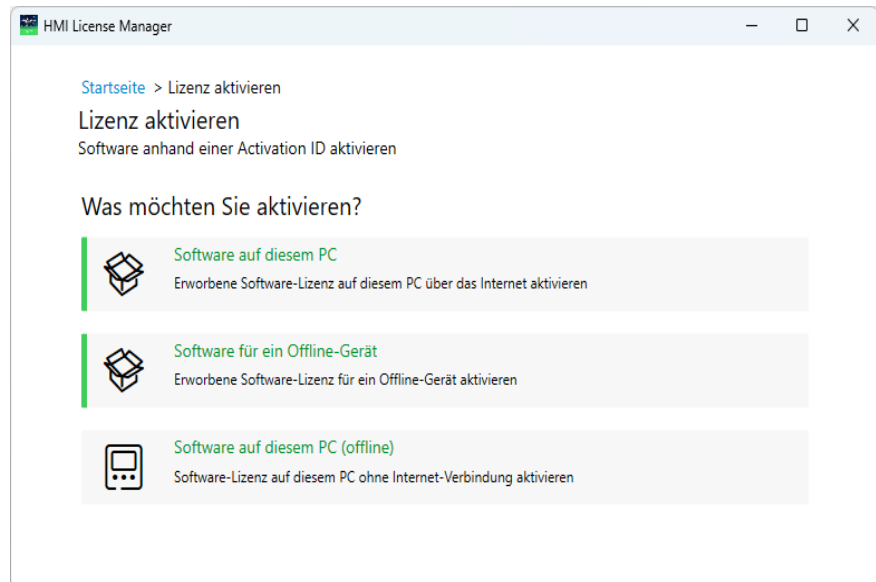 HMI License Manager
Startseite > Lizenz aktivieren
Lizenz aktivieren
Software anhand einer Activation ID aktivieren
Was möchten Sie aktivieren?
Software auf diesem PC
Erworbene Software-Lizenz auf diesem PC über das Internet aktivieren
Software für ein Offline-Gerät
Erworbene Software-Lizenz für ein Offline-Gerät aktivieren
Software auf diesem PC (offline)
Software-Lizenz auf diesem PC ohne Internet-Verbindung aktivieren